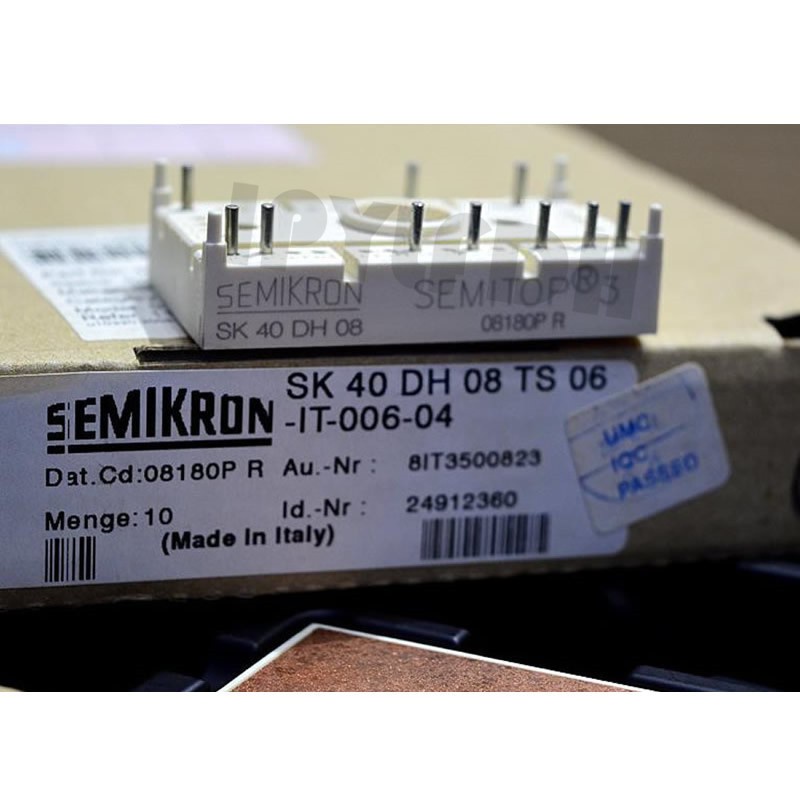 SEMIKRON
SEMITOP® 3
SK 40 DH 08
08180P R
SEMIKRON
SK 40 DH 08 TS 06
-IT-006-04
Dat.Cd:08180P R
Au.-Nr :
8IT3500823
Menge:10
Id.-Nr :
24912360
(Made in Italy)
UMC
IQC
PASSED